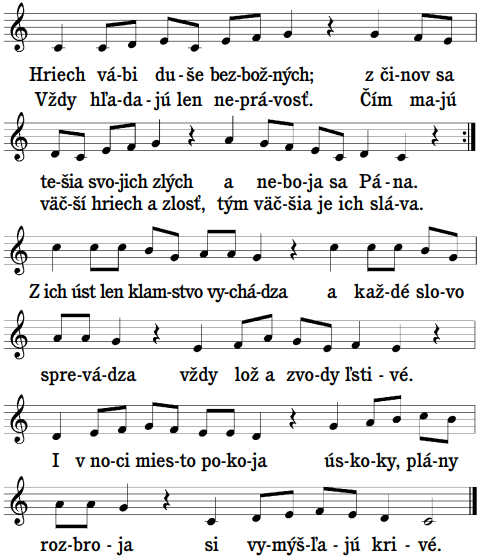 Hriech vá-bi du-še bez-bož-ných; z či-nov sa
Vždy hľa-da-jú len ne-prá-vosť. Čím ma-jú
te-šia svo-jich zlých a ne-bo-ja sa Pá-na.
väč-ší hriech a zlosť, tým väč-šia je ich slá-va.
Z ich úst len klam-stvo vy-chá-dza a kaž-dé slo-vo
spre-vá-dza vždy lož a zvo-dy ľsti-vé.
I v no-ci mies-to po-ko-ja ús-ko-ky, plá-ny
roz-bro-ja si vy-mýš-ľa-jú kri-vé.